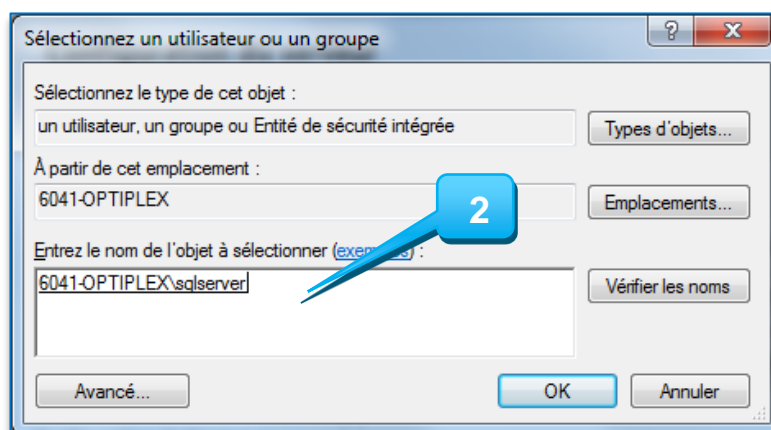 Sélectionnez un utilisateur ou un groupe
Sélectionnez le type de cet objet :
un utilisateur, un groupe ou Entité de sécurité intégrée
Types d'objets...
À partir de cet emplacement :
6041-OPTIPLEX
2
Emplacements...
Entrez le nom de l'objet à sélectionner ( ) :
6041-OPTIPLEX\sqlserver
Vérifier les noms
Avancé...
OK
Annuler